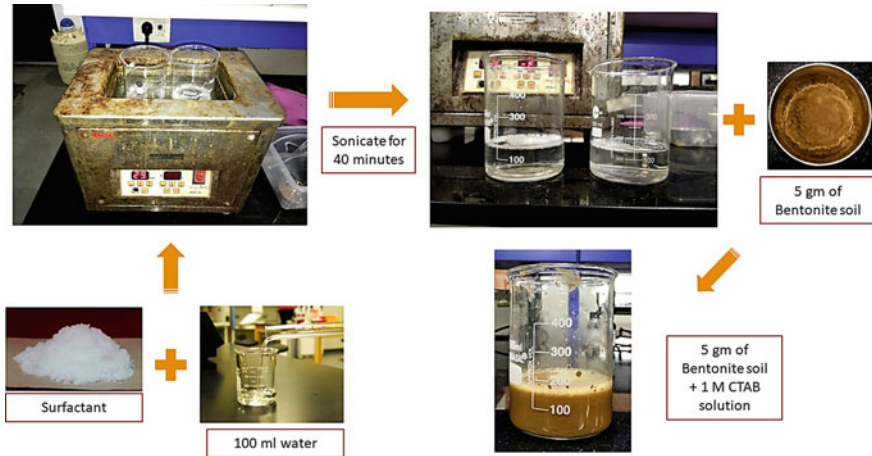 Sonicate for
40 minutes
400
300
100
5 gm of
Bentonite soil
Surfactant
100 ml water
400
300
200
100
5 gm of
Bentonite soil
+ 1 M CTAB
solution